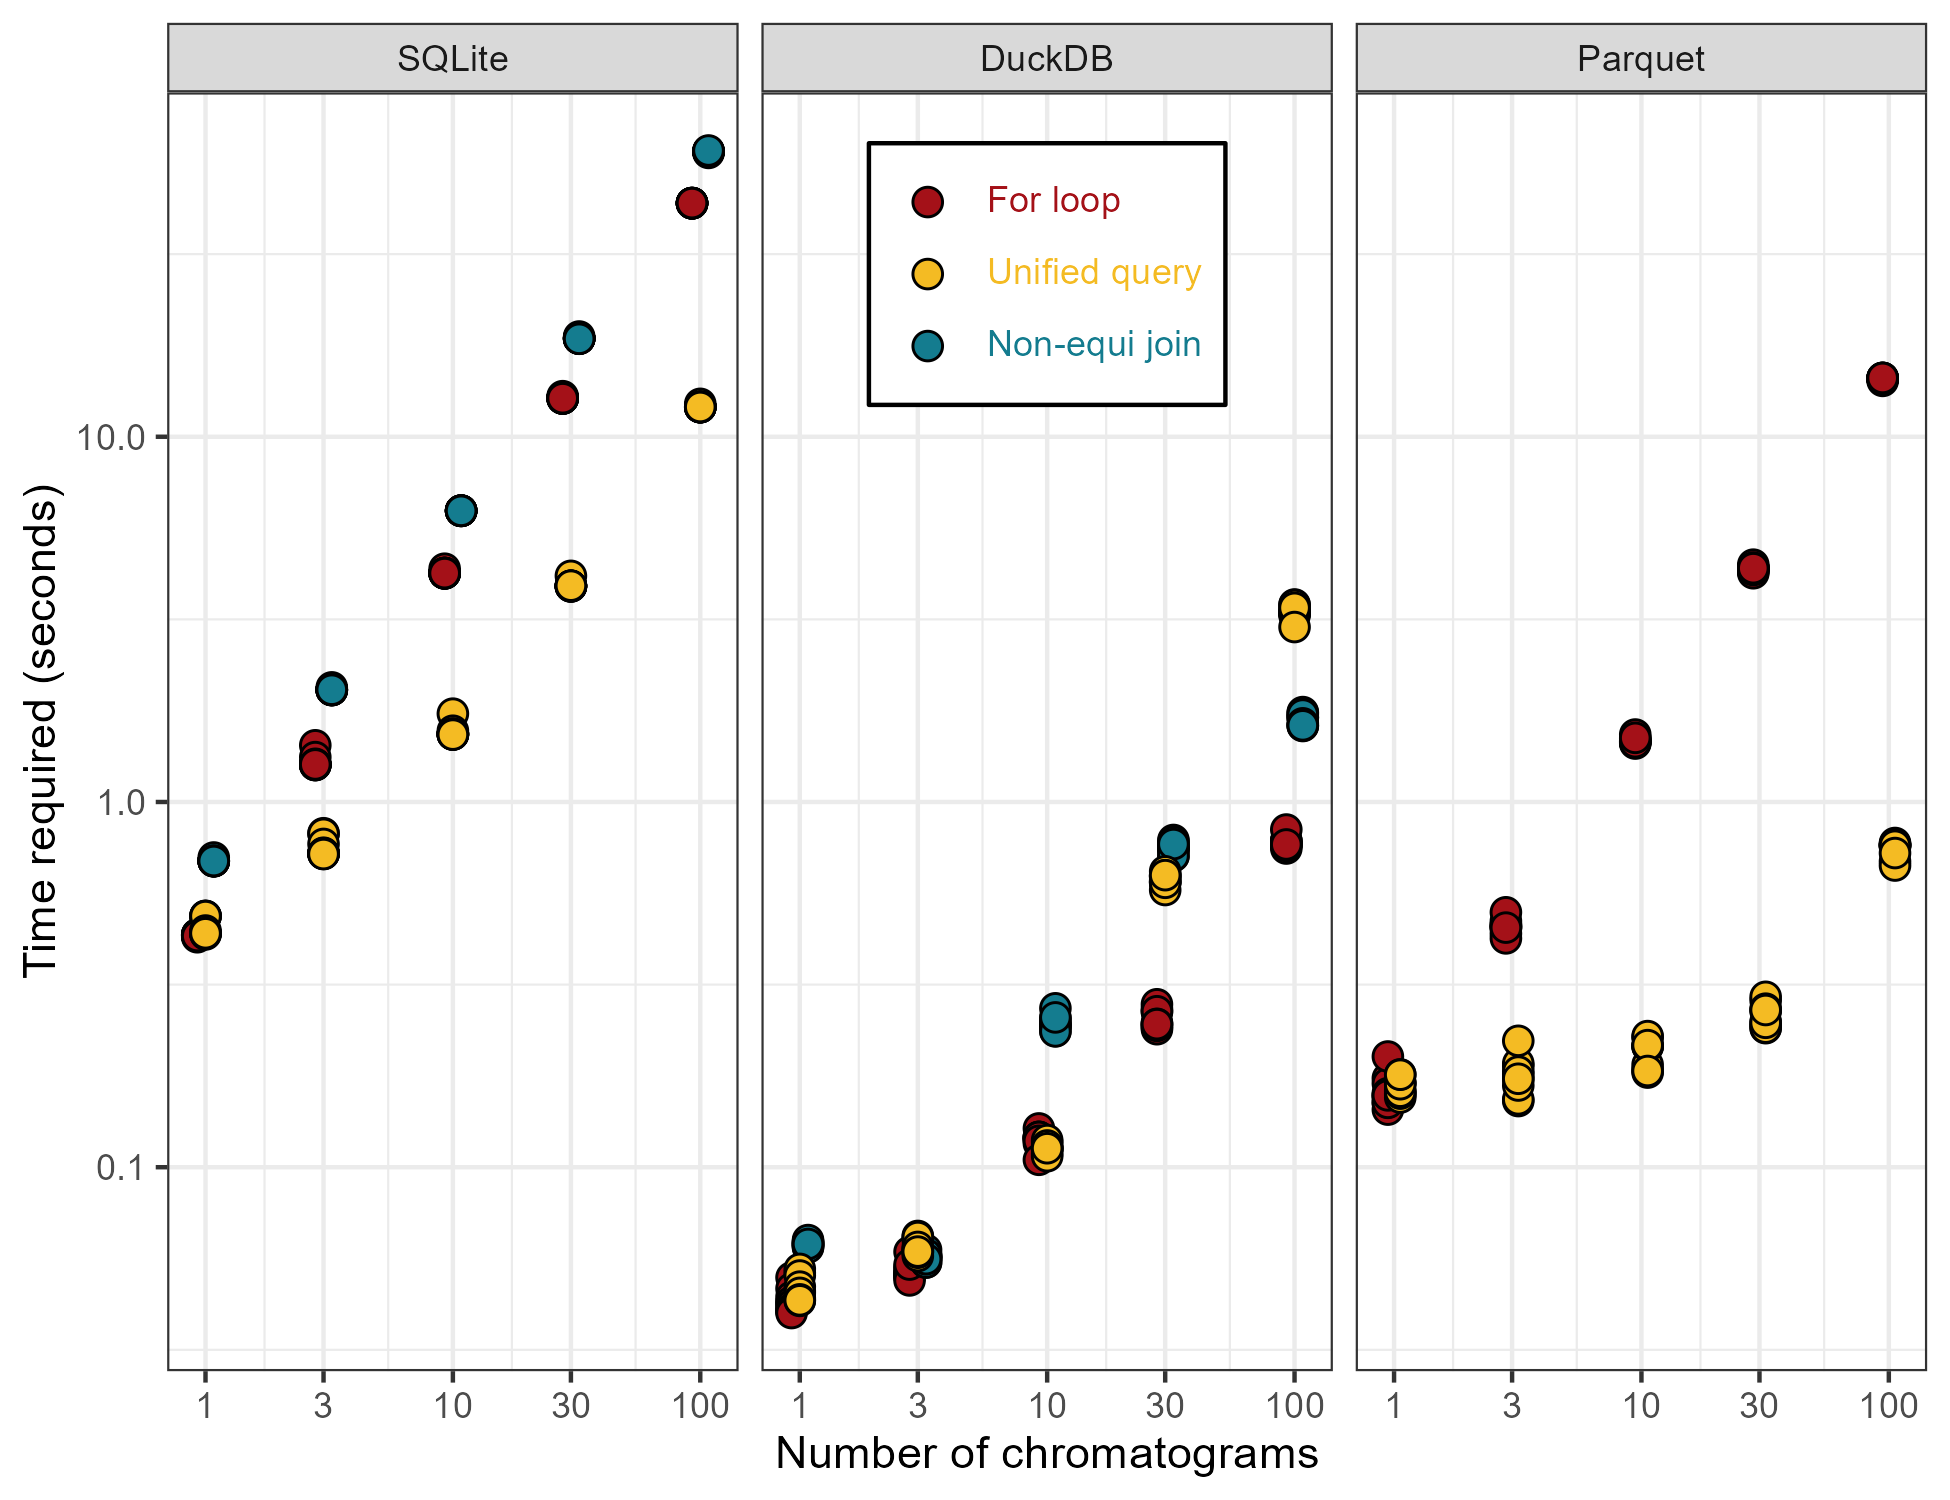 SQLite
DuckDB
Parquet
For loop
Unified query
Non-equi join
Time required (seconds)
10.0
1.0
0.1
1 3 10 30 100
1 3 10 30 100
1 3 10 30 100
Number of chromatograms